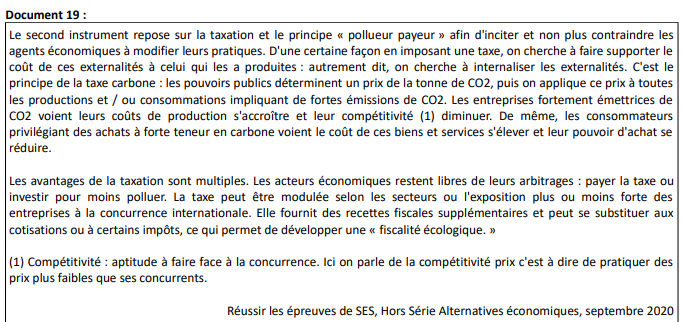 Document 19 :
Le second instrument repose sur la taxation et le principe « pollueur payeur » afin d'inciter et non plus contraindre les
agents économiques à modifier leurs pratiques. D'une certaine façon en imposant une taxe, on cherche à faire supporter le
coût de ces externalités à celui qui les a produites : autrement dit, on cherche à internaliser les externalités. C'est le
principe de la taxe carbone : les pouvoirs publics déterminent un prix de la tonne de CO2, puis on applique ce prix à toutes
les productions et / ou consommations impliquant de fortes émissions de CO2. Les entreprises fortement émettrices de
CO2 voient leurs coûts de production s'accroître et leur compétitivité (1) diminuer. De même, les consommateurs
privilégiant des achats à forte teneur en carbone voient le coût de ces biens et services s'élever et leur pouvoir d'achat se
réduire.
Les avantages de la taxation sont multiples. Les acteurs économiques restent libres de leurs arbitrages : payer la taxe ou
investir pour moins polluer. La taxe peut être modulée selon les secteurs ou l'exposition plus ou moins forte des
entreprises à la concurrence internationale. Elle fournit des recettes fiscales supplémentaires et peut se substituer aux
cotisations ou à certains impôts, ce qui permet de développer une « fiscalité écologique. »
(1) Compétitivité : aptitude à faire face à la concurrence. Ici on parle de la compétitivité prix c'est à dire de pratiquer des
prix plus faibles que ses concurrents.
Réussir les épreuves de SES, Hors Série Alternatives économiques, septembre 2020